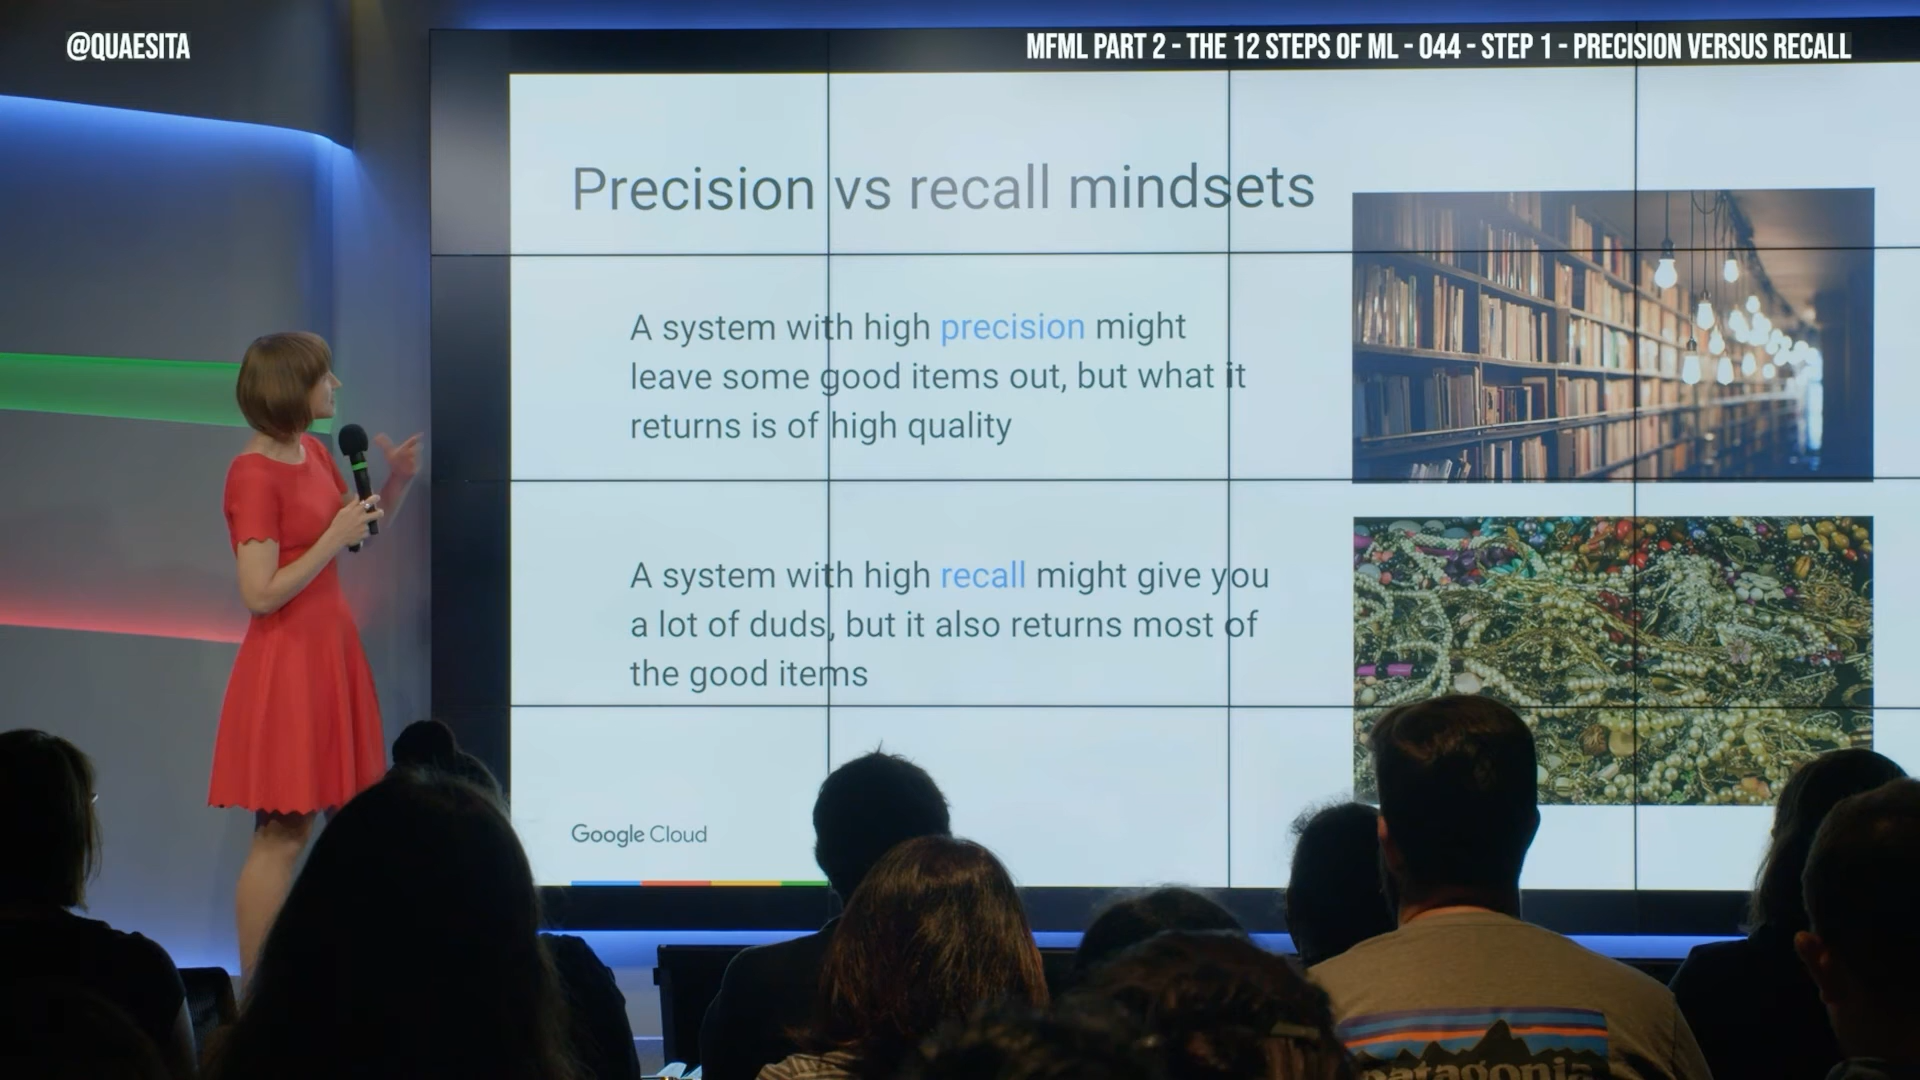 @QUAESITA
MFML PART 2 - THE 12 STEPS OF ML - 044 - STEP 1 - PRECISION VERSUS RECALL
Precision vs recall mindsets
A system with high precision might
leave some good items out, but what it
returns is of high quality
A system with high recall might give you
a lot of duds, but it also returns most of
the good items
Google Cloud
patagonia